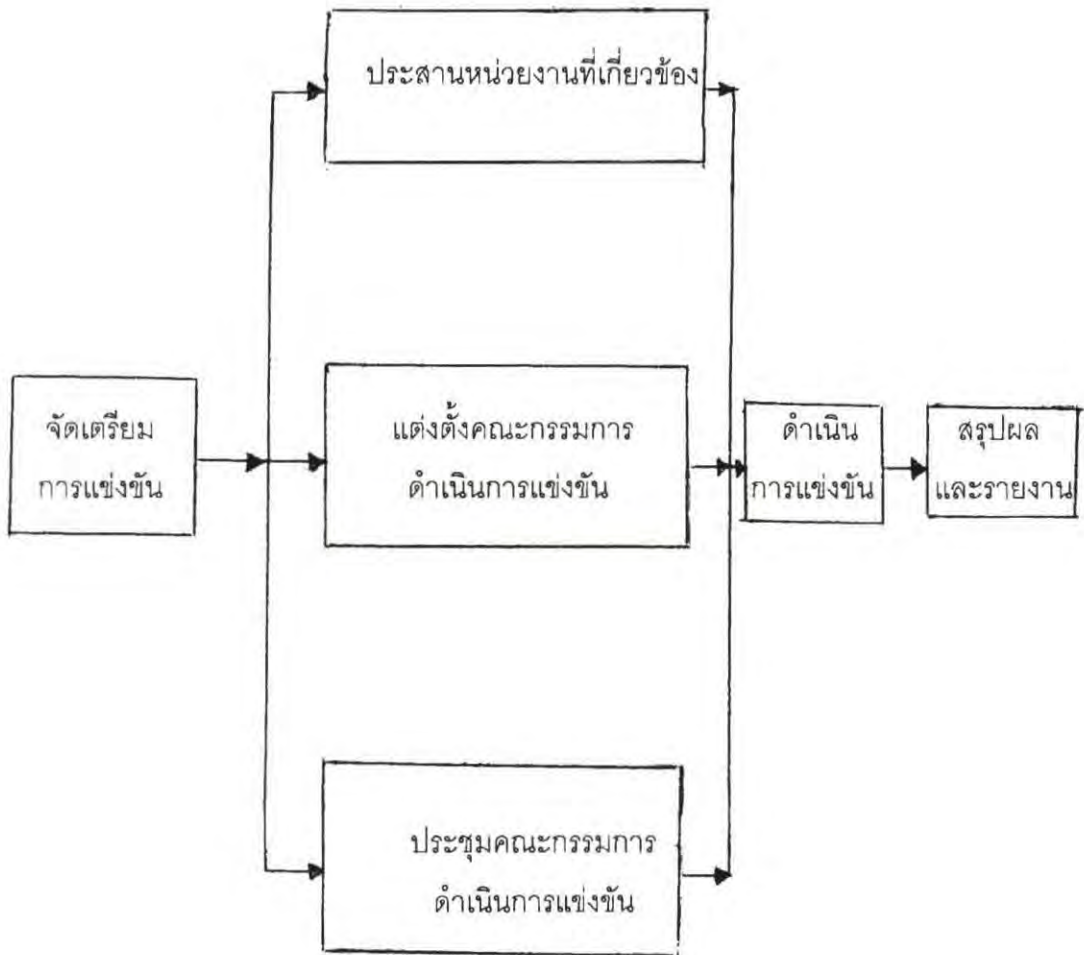 ประสานหน่วยงานที่เกี่ยวข้อง
จัดเตรียม
การแข่งขัน
แต่งตั้งคณะกรรมการ
ดำเนินการแข่งขัน
ดำเนิน
การแข่งขัน
สรุปผล
และรายงาน
ประชุมคณะกรรมการ
ดำเนินการแข่งขัน